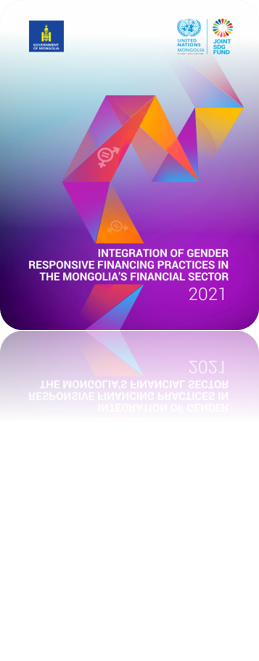 GOVERNMENT
OF MONGOLIA
UNITED
NATIONS
MONGOLIA
JOINT
SDG
FUND
INTEGRATION OF GENDER
RESPONSIVE FINANCING PRACTICES IN
THE MONGOLIA'S FINANCIAL SECTOR
2021